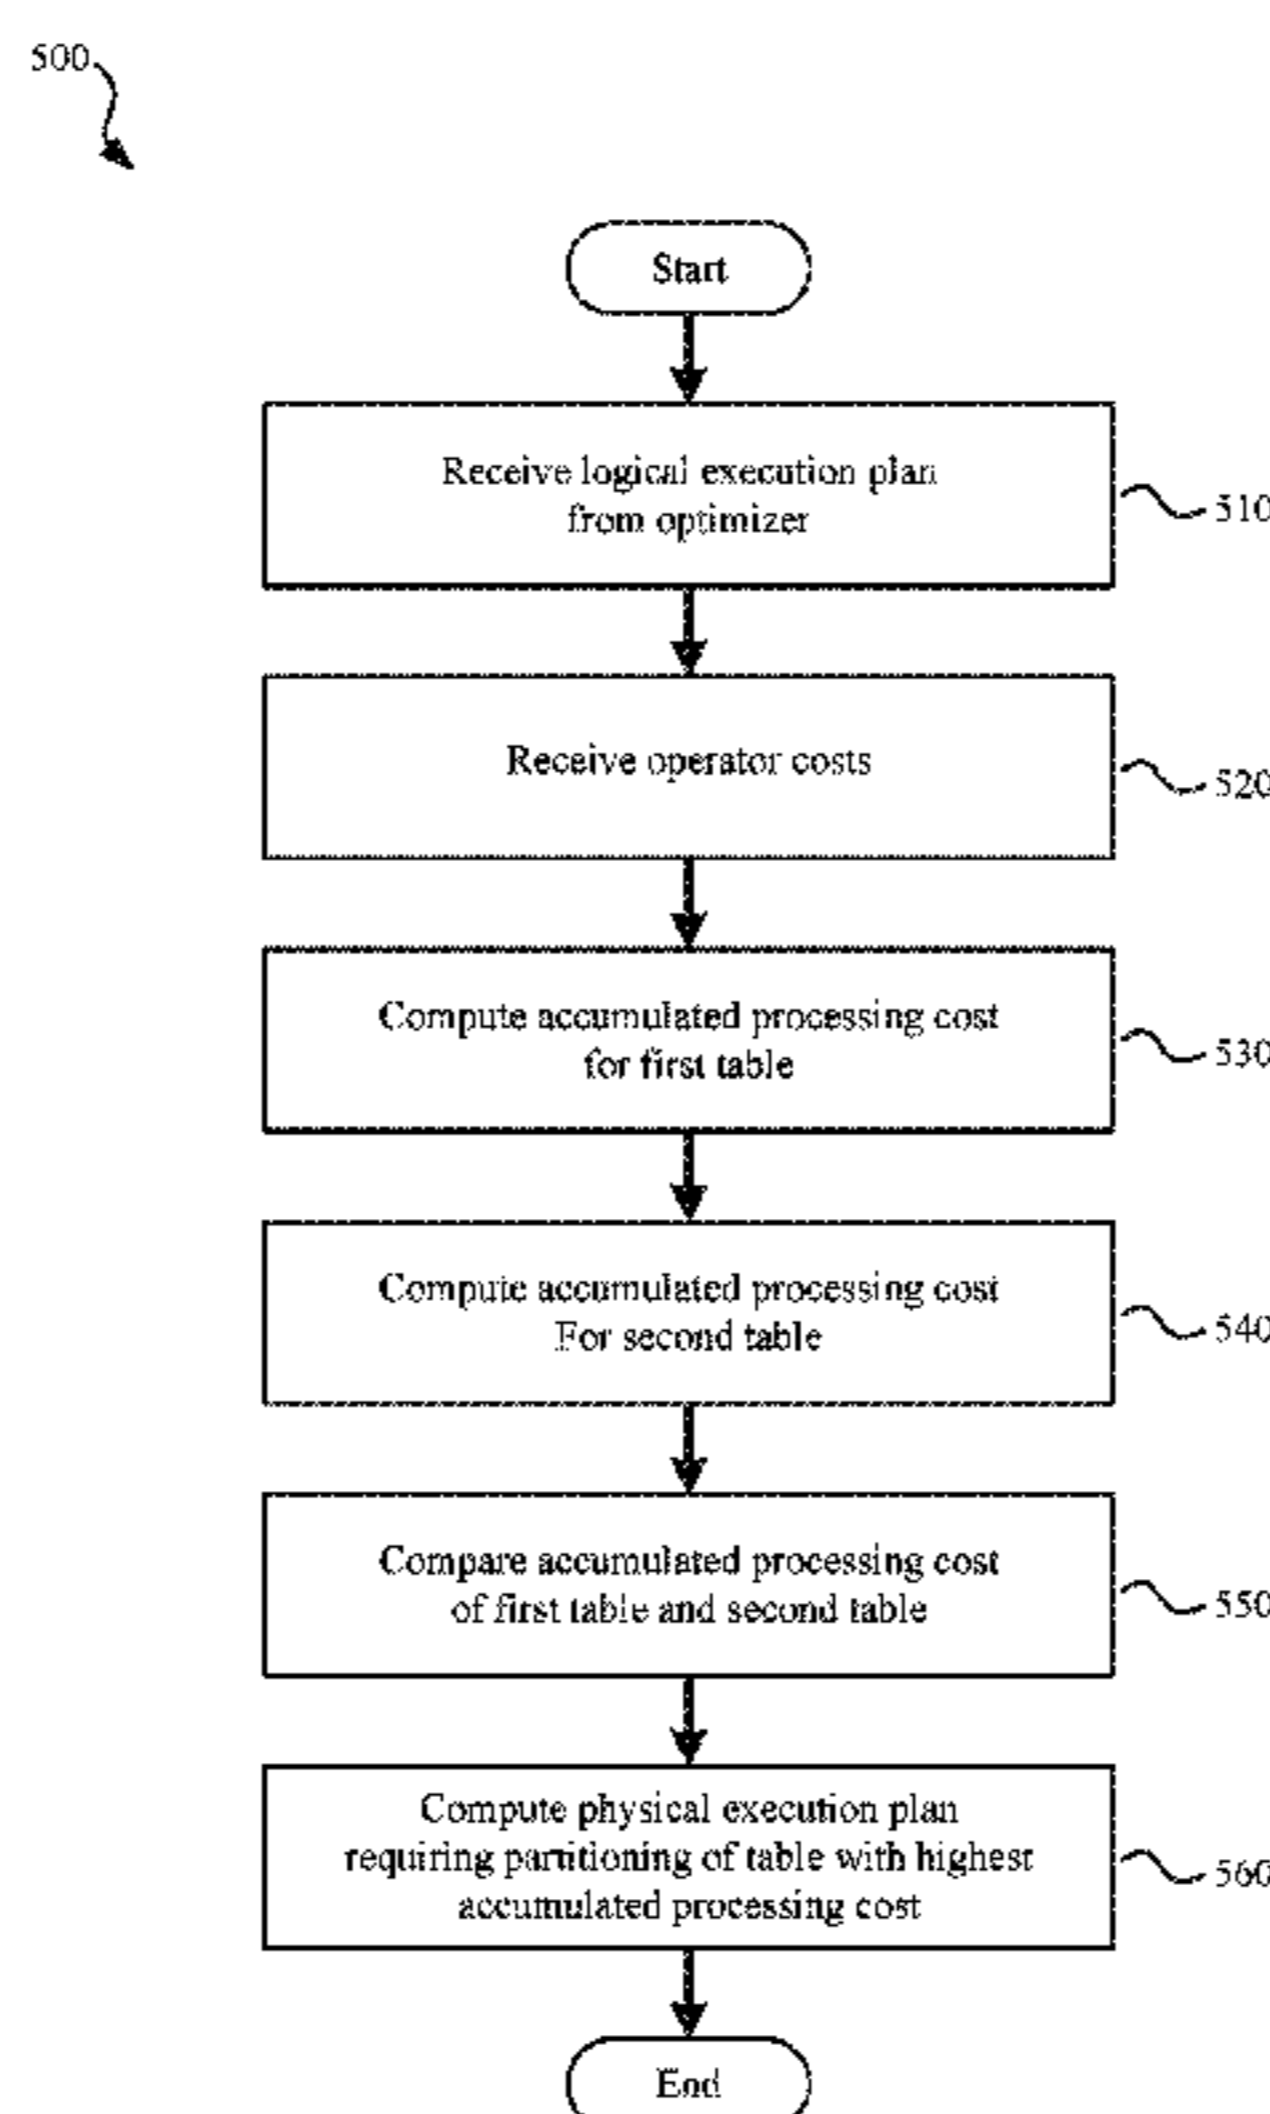 500
Start
Receive logical execution plan
from optimizer
510
Receive operator costs
520
Compute accumulated processing cost
for first table
530
Compute accumulated processing cost
For second table
540
Compare accumulated processing cost
of first table and second table
550
Compute physical execution plan
requiring partitioning of table with highest
accumulated processing cost
560
End